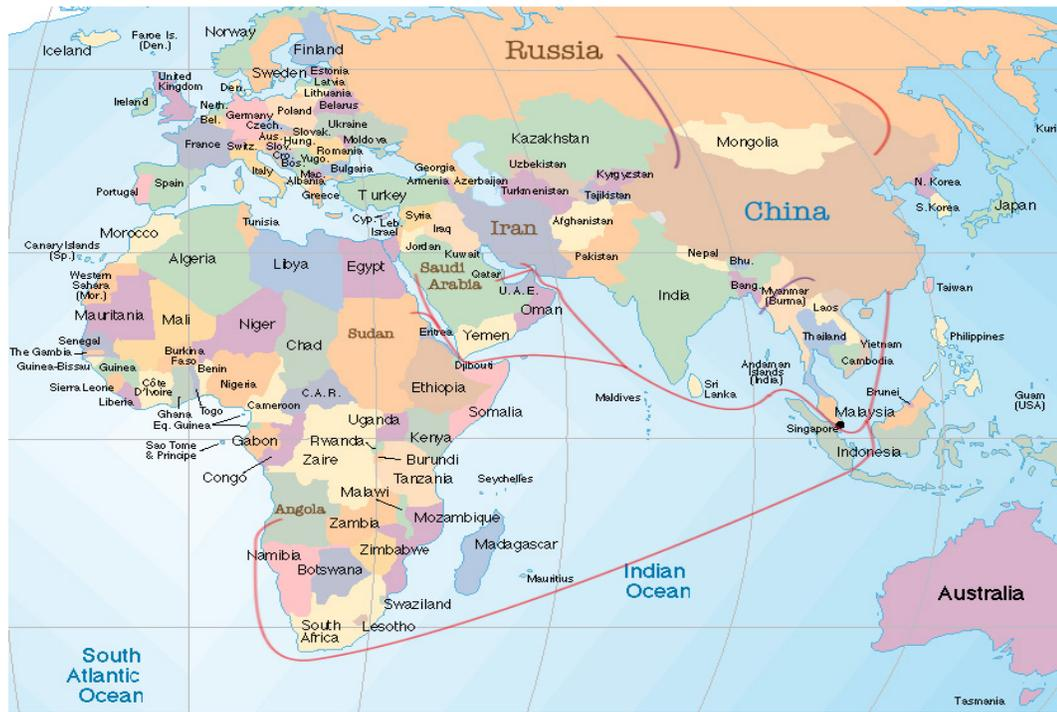 Iceland
Faroe Is.
(Den.)
Norway
Finland
Russia
Sweden
Estonia
Latvia
Lithuania
Belarus
United
Kingdom
Den.
Ireland
Neth.
Bel.
Germany
Poland
Czech.
Ukraine
Slovak.
Moldova
France
Switz.
Aus.
Hung.
Slov.
Romania
Cro.
Bos.
Yugo.
Bulgaria
Mac.
Italy
Albania
Greece
Portugal
Spain
Turkey
Georgia
Armenia
Azerbaijan
Kazakhstan
Uzbekistan
Turkmenistan
Kyrgyzstan
Tajikistan
Mongolia
China
N. Korea
S. Korea
Japan
Kuri
Morocco
Tunisia
Canary Islands
(Sp.)
Cyp.
Leb.
Israel
Syria
Iraq
Jordan
Kuwait
Iran
Afghanistan
Pakistan
Nepal
Bhu.
Algeria
Libya
Egypt
Saudi
Arabia
Qatar
U.A.E.
Oman
Yemen
India
Bang.
Myanmar
(Burma)
Laos
Taiwan
Western
Sahara
(Mor.)
Mauritania
Mali
Niger
Chad
Sudan
Eritrea
Djibouti
Ethiopia
Somalia
Thailand
Vietnam
Cambodia
Philippines
Senegal
The Gambia
Guinea-Bissau
Guinea
Sierra Leone
Liberia
Côte
D'Ivoire
Burkina
Faso
Benin
Ghana
Togo
Nigeria
Cameroon
Eq. Guinea
C.A.R.
Sao Tome
& Principe
Gabon
Congo
Zaire
Uganda
Rwanda
Burundi
Kenya
Tanzania
Maldives
Sri
Lanka
Andaman
Islands
(India)
Brunei
Malaysia
Singapore
Indonesia
Guam
(USA)
Seychelles
Angola
Malawi
Zambia
Mozambique
Zimbabwe
Namibia
Botswana
Madagascar
Mauritius
Swaziland
Lesotho
South
Africa
Indian
Ocean
Australia
South
Atlantic
Ocean
Tasmania